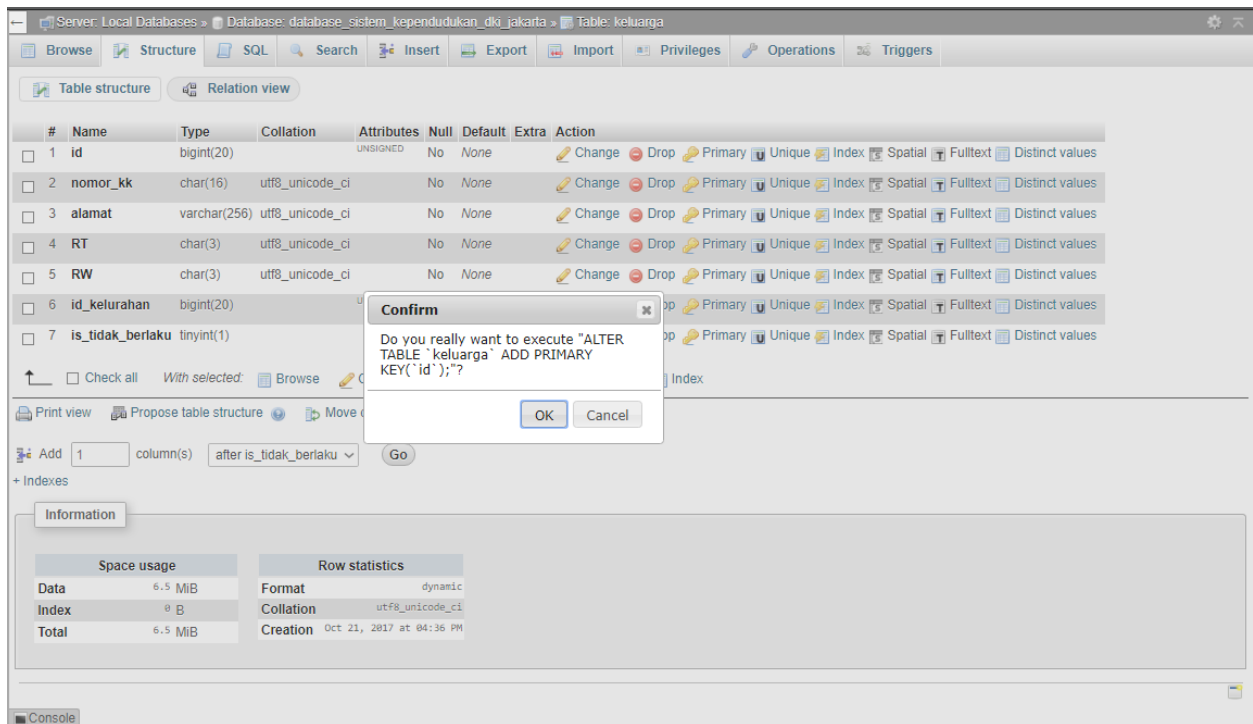 Server: Local Databases » Database: database_sistem_kependudukan_dki_jakarta » Table: keluarga
Browse Structure SQL Search Insert Export Import Privileges Operations Triggers
Table structure Relation view
# Name Type Collation Attributes Null Default Extra Action
1 id bigint(20) UNSIGNED No None Change Drop Primary Unique Index Spatial Fulltext Distinct values
2 nomor_kk char(16) utf8_unicode_ci No None Change Drop Primary Unique Index Spatial Fulltext Distinct values
3 alamat varchar(256) utf8_unicode_ci No None Change Drop Primary Unique Index Spatial Fulltext Distinct values
4 RT char(3) utf8_unicode_ci No None Change Drop Primary Unique Index Spatial Fulltext Distinct values
5 RW char(3) utf8_unicode_ci No None Change Drop Primary Unique Index Spatial Fulltext Distinct values
6 id_kelurahan bigint(20) Primary Unique Index Spatial Fulltext Distinct values
7 is_tidak_berlaku tinyint(1) Primary Unique Index Spatial Fulltext Distinct values
Confirm
Do you really want to execute "ALTER
TABLE `keluarga` ADD PRIMARY
KEY(`id`);"?
OK Cancel
Check all With selected: Browse Index
Print view Propose table structure Move
Add 1 column(s) after is_tidak_berlaku Go
+ Indexes
Information
Space usage
Data 6.5 MiB
Index 0 B
Total 6.5 MiB
Row statistics
Format dynamic
Collation utf8_unicode_ci
Creation Oct 21, 2017 at 04:36 PM
Console